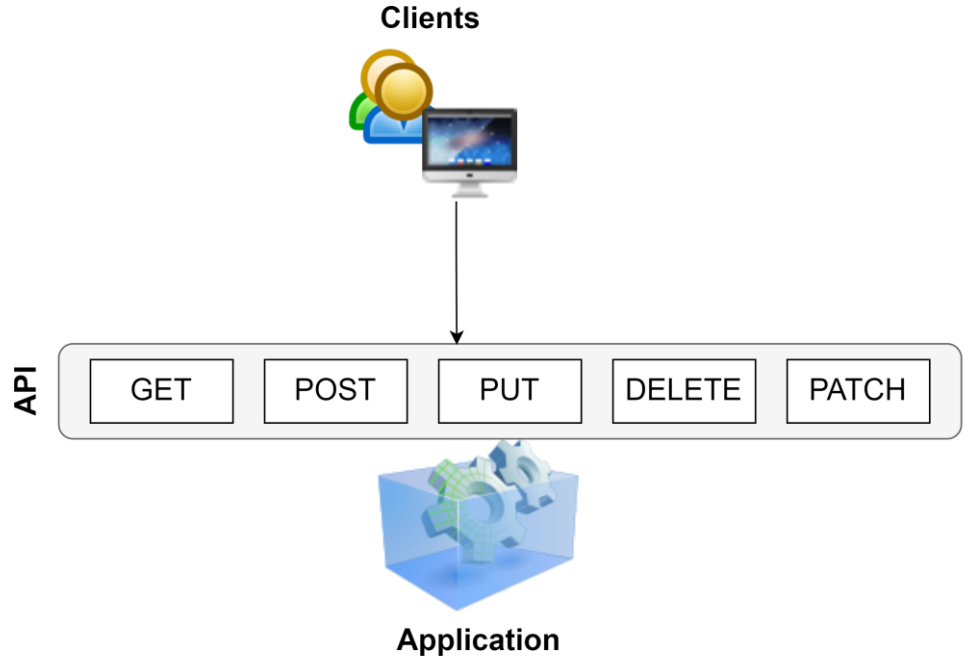 Clients
API
GET
POST
PUT
DELETE
PATCH
Application